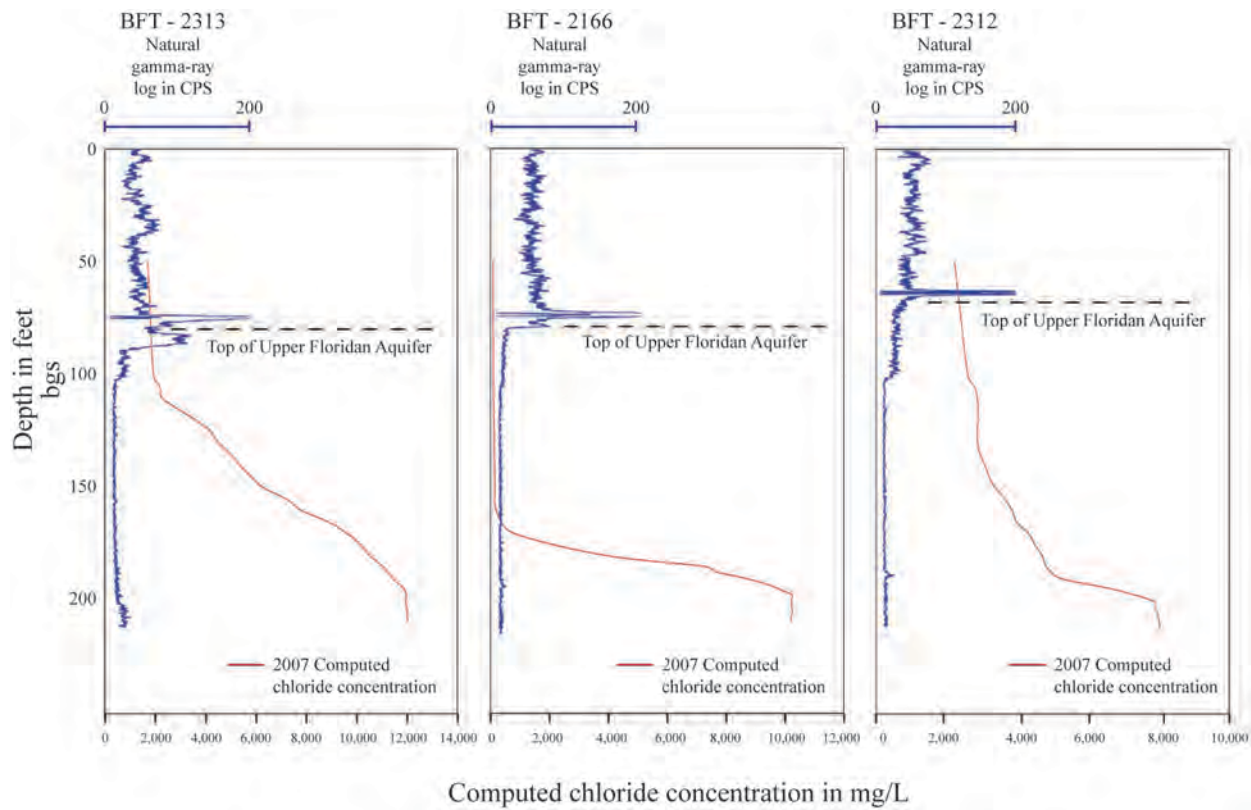 BFT - 2313
Natural
gamma-ray
log in CPS
0 200
BFT - 2166
Natural
gamma-ray
log in CPS
0 200
BFT - 2312
Natural
gamma-ray
log in CPS
0 200
Depth in feet
bgs
0
50
100
150
200
Top of Upper Floridan Aquifer
2007 Computed
chloride concentration
0 2,000 4,000 6,000 8,000 10,000 12,000 14,000
Top of Upper Floridan Aquifer
2007 Computed
chloride concentration
0 2,000 4,000 6,000 8,000 10,000 12,000
Top of Upper Floridan Aquifer
2007 Computed
chloride concentration
0 2,000 4,000 6,000 8,000 10,000
Computed chloride concentration in mg/L